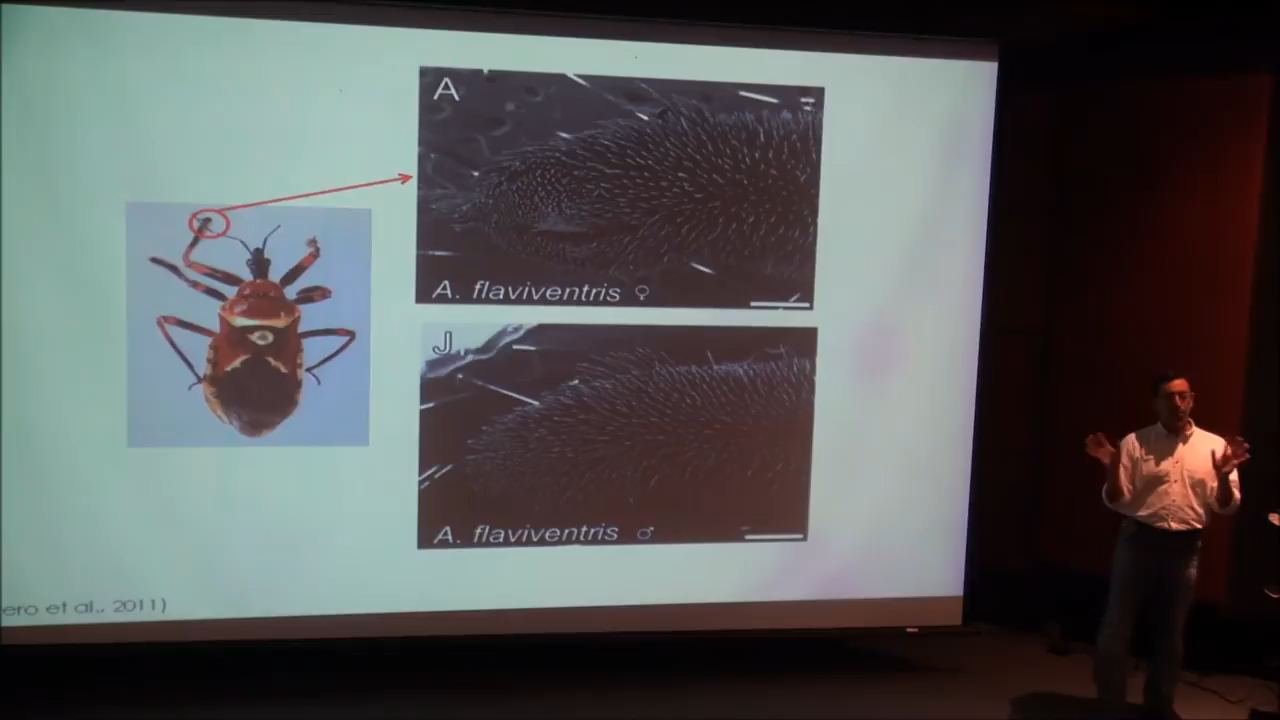 A
A. flaviventris ♀
J
A. flaviventris ♂
ero et al., 2011)